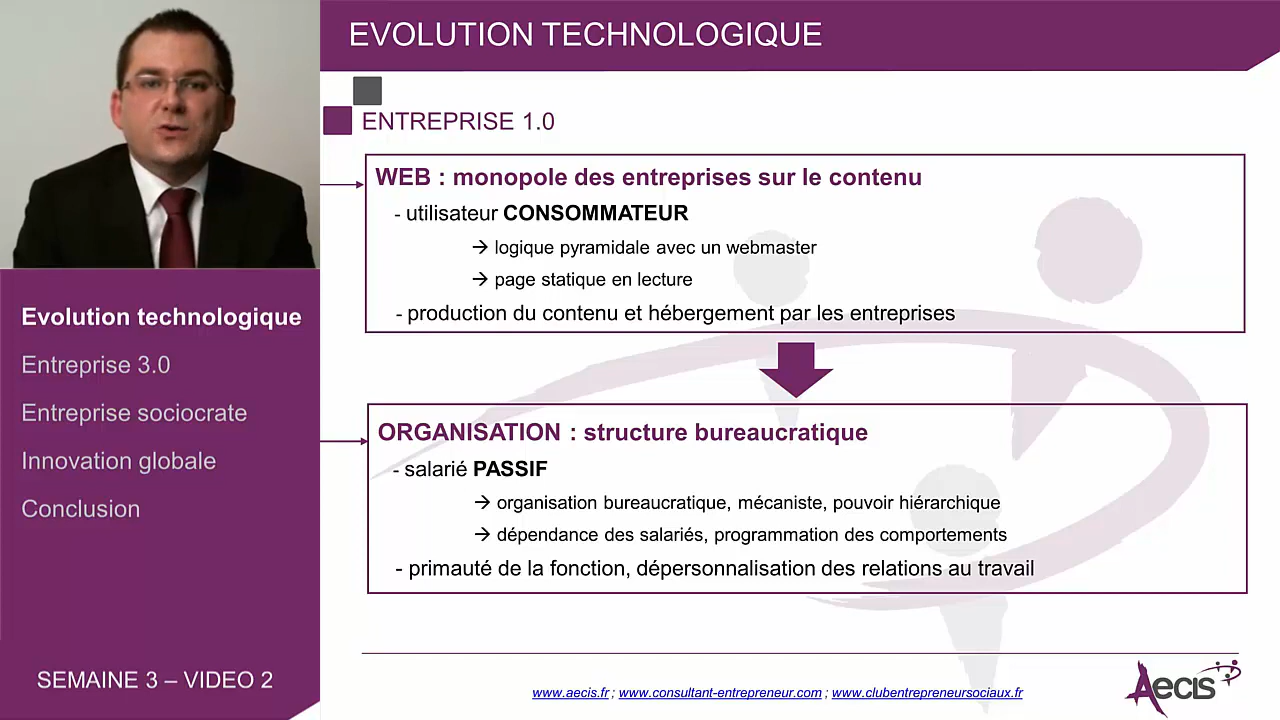 EVOLUTION TECHNOLOGIQUE
ENTREPRISE 1.0
WEB : monopole des entreprises sur le contenu
- utilisateur CONSOMMATEUR
→ logique pyramidale avec un webmaster
→ page statique en lecture
- production du contenu et hébergement par les entreprises
ORGANISATION : structure bureaucratique
- salarié PASSIF
→ organisation bureaucratique, mécaniste, pouvoir hiérarchique
→ dépendance des salariés, programmation des comportements
- primauté de la fonction, dépersonnalisation des relations au travail
Evolution technologique
Entreprise 3.0
Entreprise sociocrate
Innovation globale
Conclusion
SEMAINE 3 – VIDEO 2
www.aecis.fr ; www.consultant-entrepreneur.com ; www.clubentrepreneursociaux.fr
Aecis